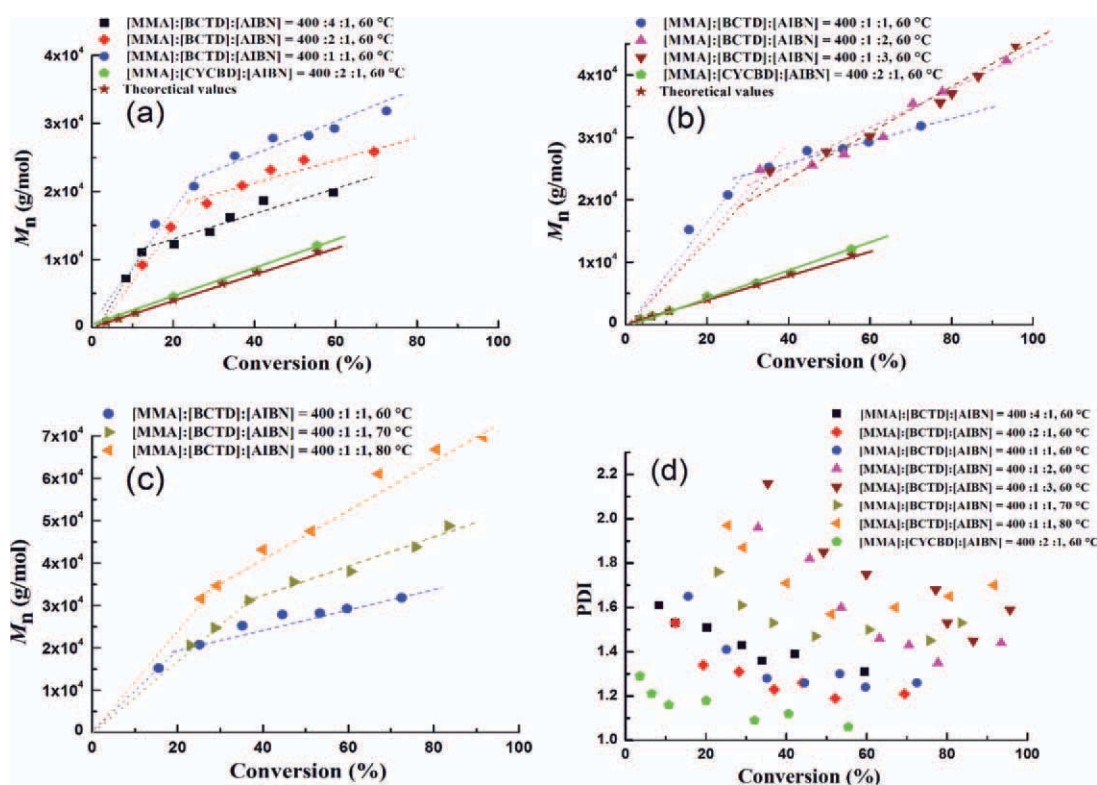 [MMA]:[BCTD]:[AIBN] = 400 :4 :1, 60 °C
[MMA]:[BCTD]:[AIBN] = 400 :2 :1, 60 °C
[MMA]:[BCTD]:[AIBN] = 400 :1 :1, 60 °C
[MMA]:[CYCBD]:[AIBN] = 400 :2 :1, 60 °C
Theoretical values
(a)
4x10⁴
3x10⁴
2x10⁴
1x10⁴
0
Mn (g/mol)
0 20 40 60 80 100
Conversion (%)
[MMA]:[BCTD]:[AIBN] = 400 :1 :1, 60 °C
[MMA]:[BCTD]:[AIBN] = 400 :1 :2, 60 °C
[MMA]:[BCTD]:[AIBN] = 400 :1 :3, 60 °C
[MMA]:[CYCBD]:[AIBN] = 400 :2 :1, 60 °C
Theoretical values
(b)
4x10⁴
3x10⁴
2x10⁴
1x10⁴
0
Mn (g/mol)
0 20 40 60 80 100
Conversion (%)
[MMA]:[BCTD]:[AIBN] = 400 :1 :1, 60 °C
[MMA]:[BCTD]:[AIBN] = 400 :1 :1, 70 °C
[MMA]:[BCTD]:[AIBN] = 400 :1 :1, 80 °C
(c)
7x10⁴
6x10⁴
5x10⁴
4x10⁴
3x10⁴
2x10⁴
1x10⁴
0
Mn (g/mol)
0 20 40 60 80 100
Conversion (%)
[MMA]:[BCTD]:[AIBN] = 400 :4 :1, 60 °C
[MMA]:[BCTD]:[AIBN] = 400 :2 :1, 60 °C
[MMA]:[BCTD]:[AIBN] = 400 :1 :1, 60 °C
[MMA]:[BCTD]:[AIBN] = 400 :1 :2, 60 °C
[MMA]:[BCTD]:[AIBN] = 400 :1 :3, 60 °C
[MMA]:[BCTD]:[AIBN] = 400 :1 :1, 70 °C
[MMA]:[BCTD]:[AIBN] = 400 :1 :1, 80 °C
[MMA]:[CYCBD]:[AIBN] = 400 :2 :1, 60 °C
(d)
2.2
2.0
1.8
1.6
1.4
1.2
1.0
PDI
0 20 40 60 80 100
Conversion (%)